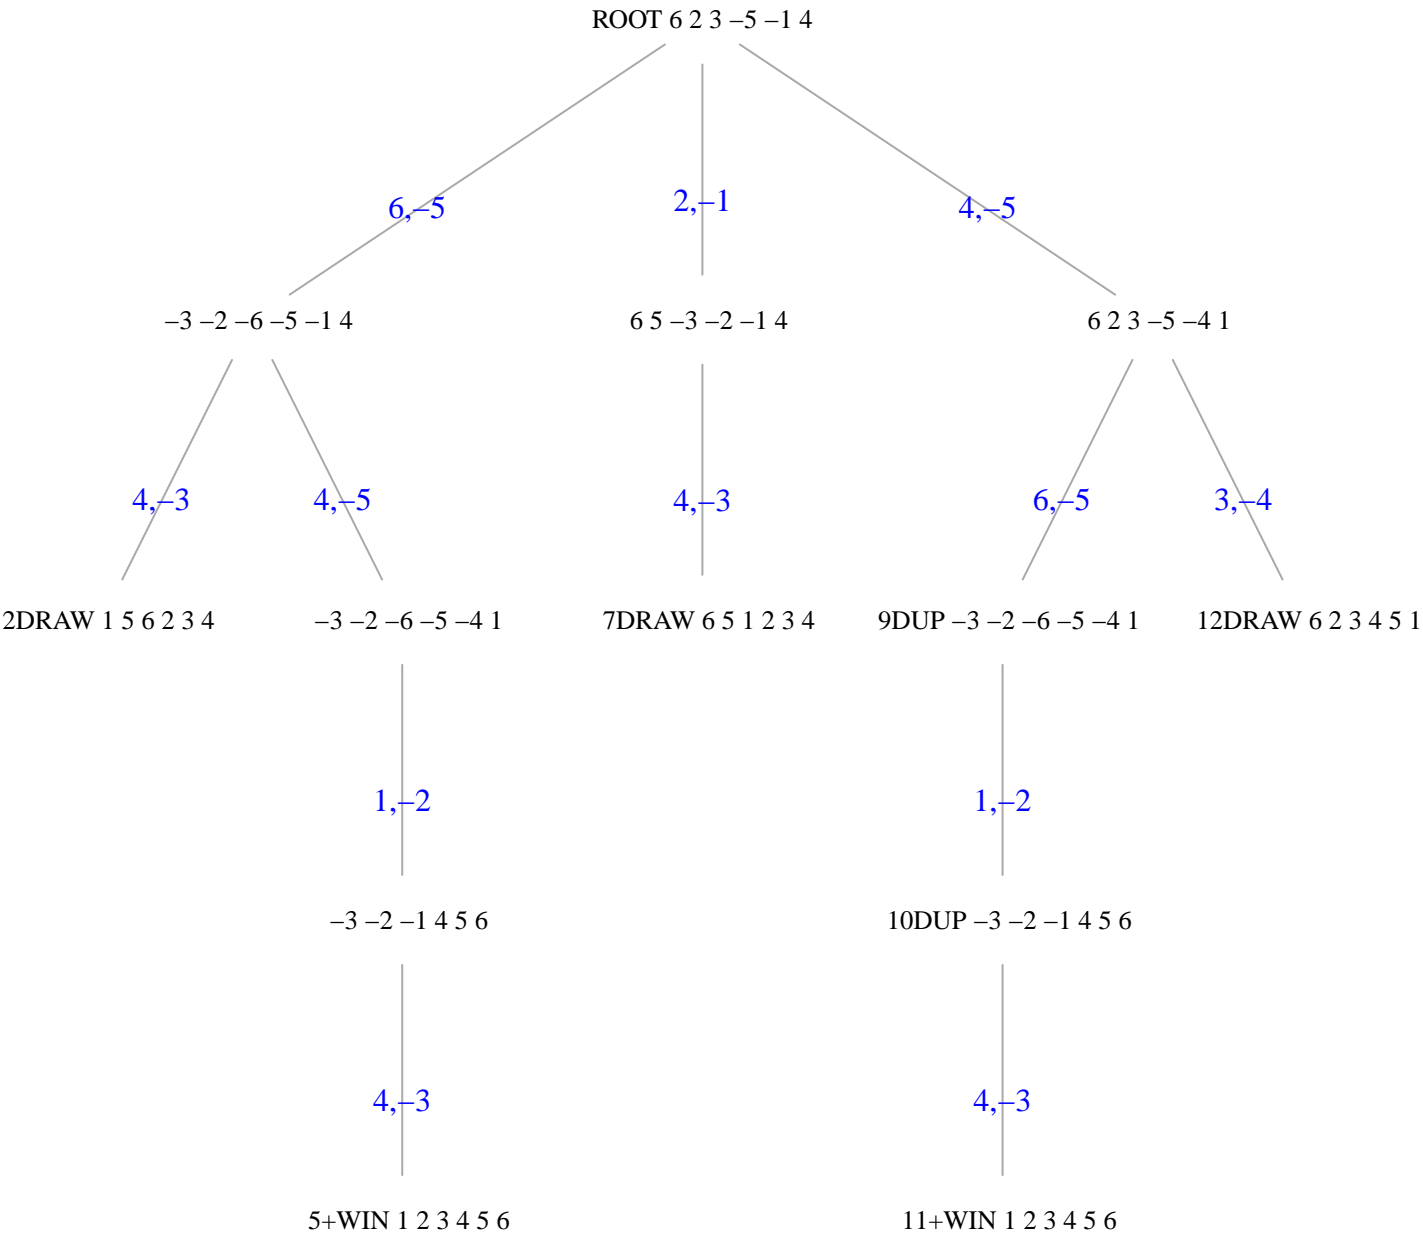 ROOT 6 2 3 –5 –1 4
6,–5
2,–1
4,–5
–3 –2 –6 –5 –1 4
6 5 –3 –2 –1 4
6 2 3 –5 –4 1
4,–3
4,–5
4,–3
6,–5
3,–4
2DRAW 1 5 6 2 3 4
–3 –2 –6 –5 –4 1
7DRAW 6 5 1 2 3 4
9DUP –3 –2 –6 –5 –4 1
12DRAW 6 2 3 4 5 1
1,–2
1,–2
–3 –2 –1 4 5 6
10DUP –3 –2 –1 4 5 6
4,–3
4,–3
5+WIN 1 2 3 4 5 6
11+WIN 1 2 3 4 5 6